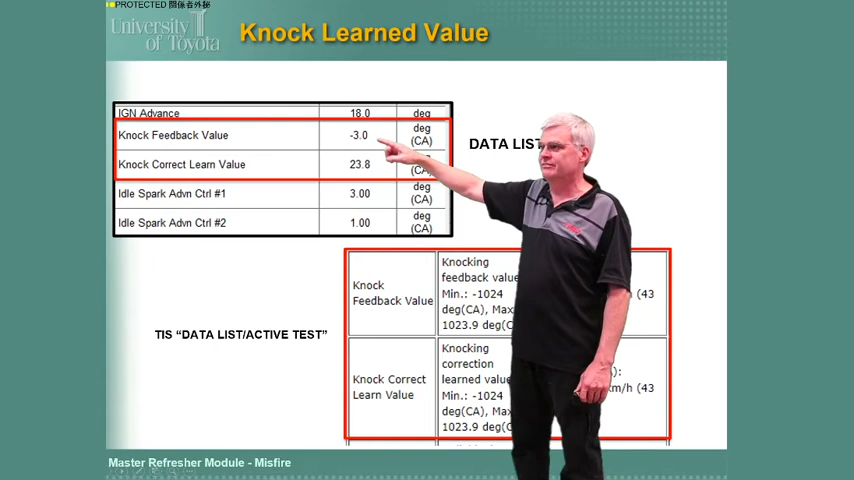 PROTECTED 関係者外秘
University of Toyota
Knock Learned Value
IGN Advance 18.0 deg
Knock Feedback Value -3.0 deg (CA)
Knock Correct Learn Value 23.8 (CA)
Idle Spark Advn Ctrl #1 3.00 deg (CA)
Idle Spark Advn Ctrl #2 1.00 deg (CA)
DATA LIS
TIS “DATA LIST/ACTIVE TEST”
Knock
Feedback Value
Knocking
feedback value
Min.: -1024
deg(CA), Max
1023.9 deg(C
h (43
Knock Correct
Learn Value
Knocking
correction
learned value
Min.: -1024
deg(CA), Max
1023.9 deg(C
):
km/h (43
Master Refresher Module - Misfire